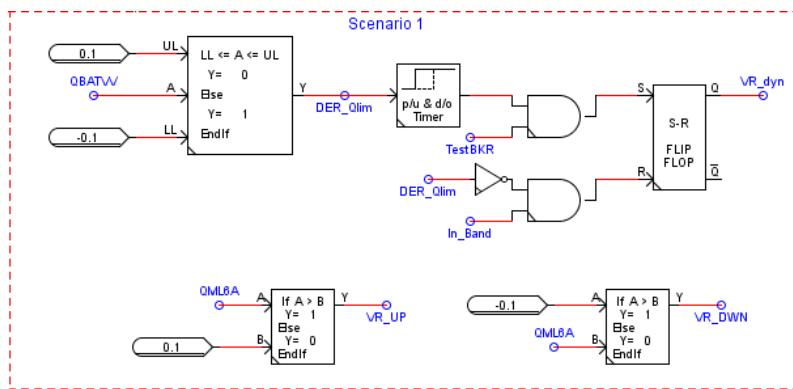 Scenario 1
0.1
UL
LL <= A <= UL
Y= 0
Else
Y= 1
EndIf
QBATVV
A
Y
DER_Qlim
-0.1
LL
p/u & d/o
Timer
TestBKR
S
Q
VR_dyn
S-R
FLIP
FLOP
R
Q
DER_Qlim
In_Band
QML6A
A
If A > B
Y= 1
Else
Y= 0
EndIf
Y
VR_UP
0.1
B
-0.1
A
If A > B
Y= 1
Else
Y= 0
EndIf
Y
VR_DWN
QML6A
B